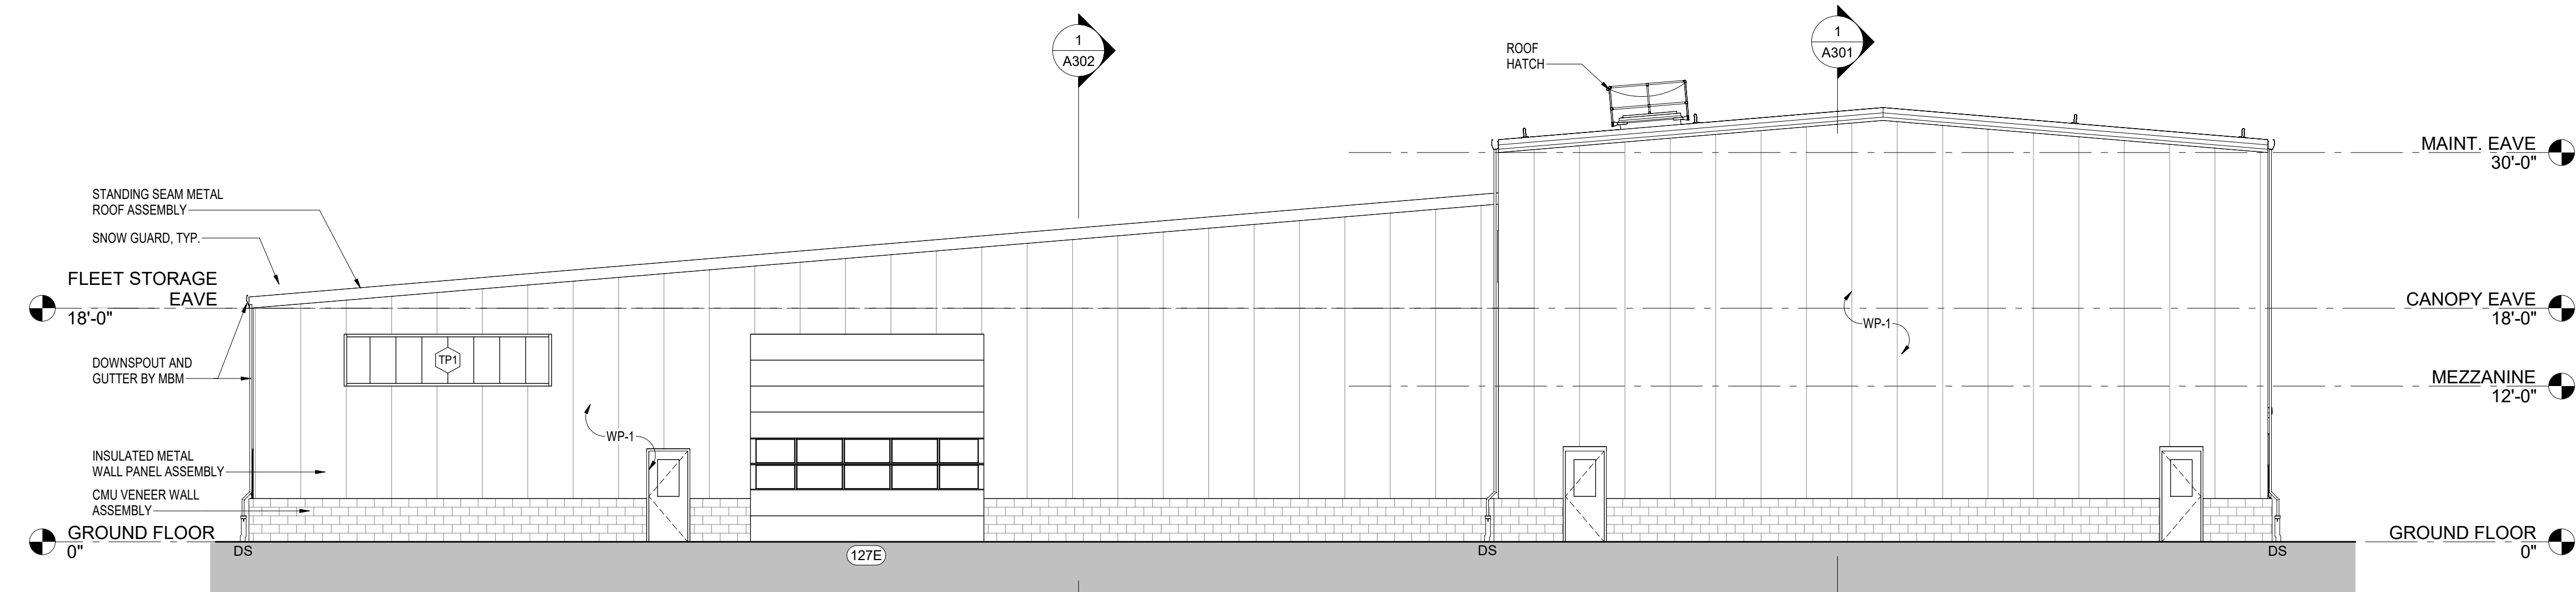 1
A302
1
A301
ROOF
HATCH
MAINT. EAVE
30'-0"
STANDING SEAM METAL
ROOF ASSEMBLY
SNOW GUARD, TYP.
FLEET STORAGE
EAVE
18'-0"
CANOPY EAVE
18'-0"
WP-1
DOWNSPOUT AND
GUTTER BY MBM
TP1
MEZZANINE
12'-0"
WP-1
INSULATED METAL
WALL PANEL ASSEMBLY
CMU VENEER WALL
ASSEMBLY
GROUND FLOOR
0"
GROUND FLOOR
0"
DS
127E
DS
DS